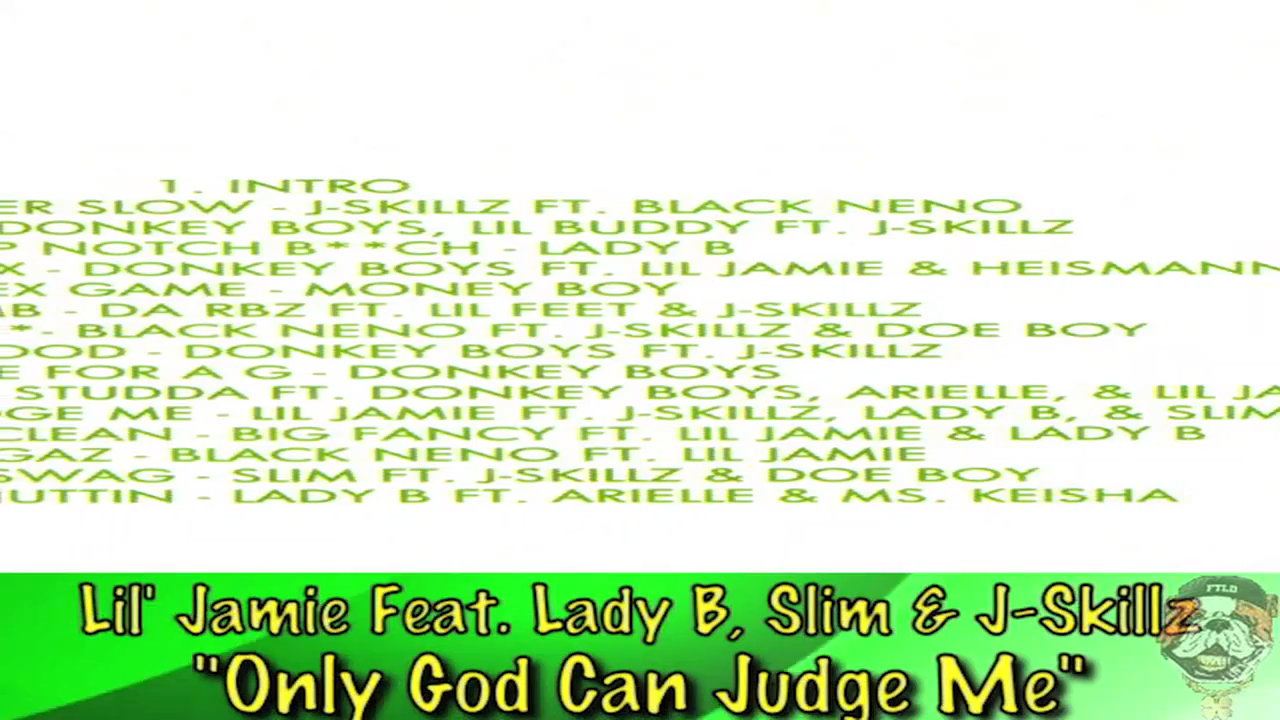 1. INTRO
ER SLOW - J-SKILLZ FT. BLACK NENO
DONKEY BOYS, LIL BUDDY FT. J-SKILLZ
P NOTCH B**CH - LADY B
X - DONKEY BOYS FT. LIL JAMIE & HEISMANN
EX GAME - MONEY BOY
AB - DA RBZ FT. LIL FEET & J-SKILLZ
*- BLACK NENO FT. J-SKILLZ & DOE BOY
OOD - DONKEY BOYS FT. J-SKILLZ
E FOR A G - DONKEY BOYS
STUDDA FT. DONKEY BOYS, ARIELLE, & LIL JA
DGE ME - LIL JAMIE FT. J-SKILLZ, LADY B, & SLIM
CLEAN - BIG FANCY FT. LIL JAMIE & LADY B
GAZ - BLACK NENO FT. LIL JAMIE
SWAG - SLIM FT. J-SKILLZ & DOE BOY
UTTIN - LADY B FT. ARIELLE & MS. KEISHA
Lil' Jamie Feat. Lady B, Slim & J-Skillz
"Only God Can Judge Me"
FTLD